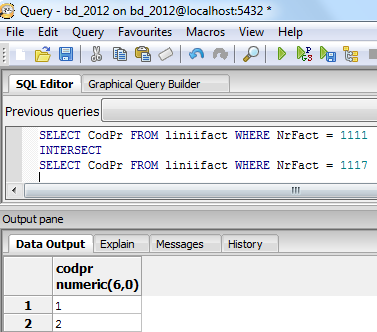 Query - bd_2012 on bd_2012@localhost:5432 *
File Edit Query Favourites Macros View Help
SQL Editor Graphical Query Builder
Previous queries
SELECT CodPr FROM liniifact WHERE NrFact = 1111
INTERSECT
SELECT CodPr FROM liniifact WHERE NrFact = 1117
Output pane
Data Output Explain Messages History
codpr
numeric(6,0)
1 1
2 2